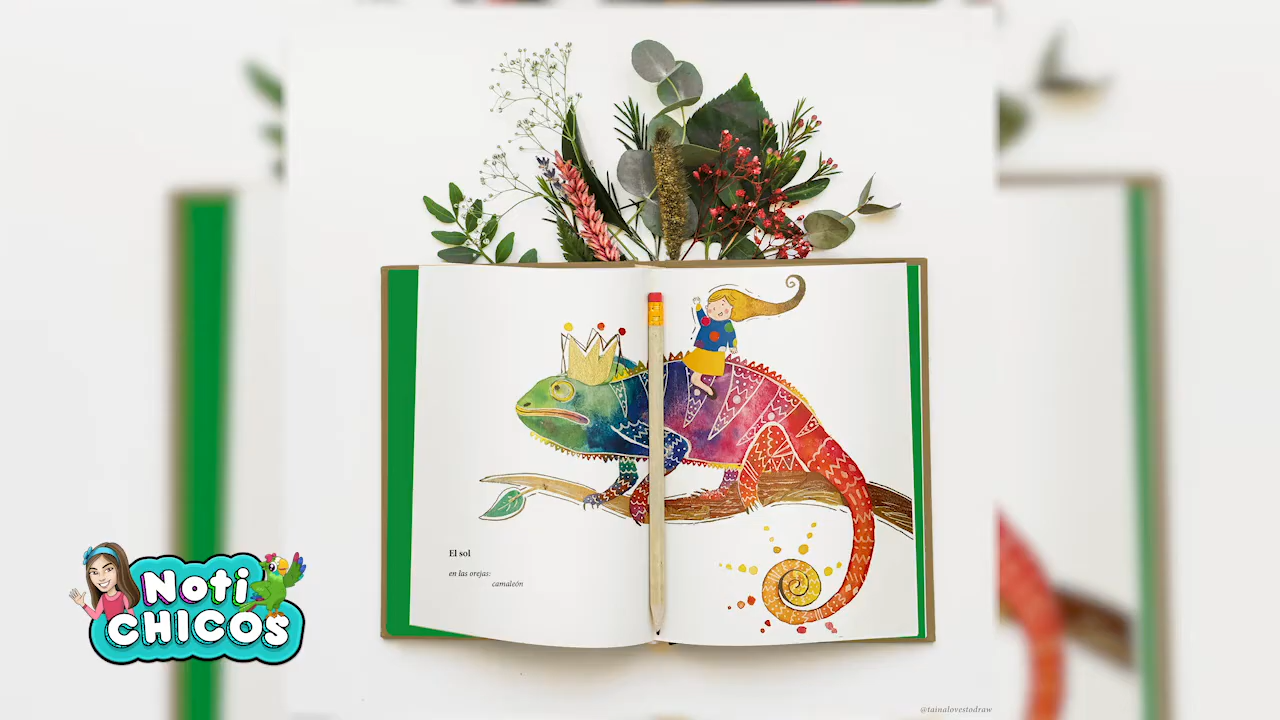 El sol
en las orejas:
camaleón
Noti
CHICOS
@tainalovestodraw